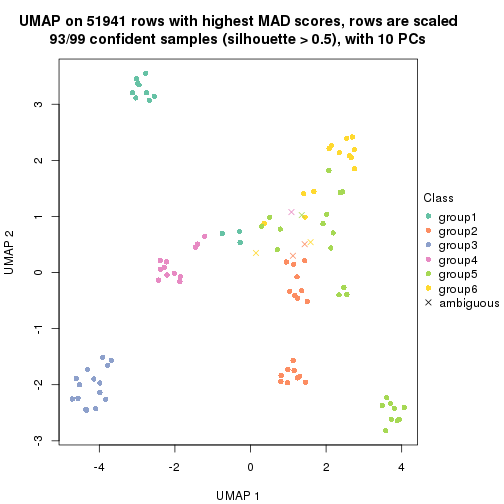 UMAP on 51941 rows with highest MAD scores, rows are scaled
93/99 confident samples (silhouette > 0.5), with 10 PCs
3
2
1
0
-1
-2
-3
UMAP 2
-4
-2
0
2
4
UMAP 1
Class
group1
group2
group3
group4
group5
group6
ambiguous